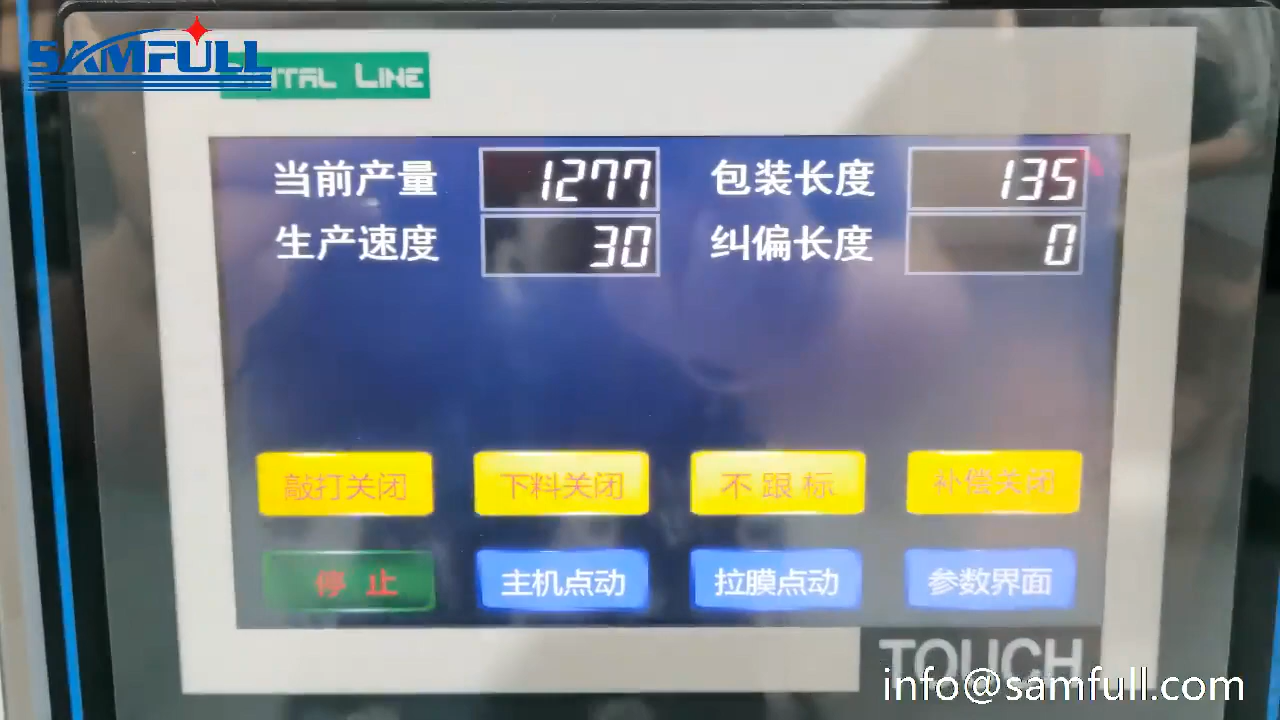 SAMFULL
ITAL LINE
当前产量 1277 包装长度 135
生产速度 30 纠偏长度 0
敲打关闭 下料关闭 不跟标 补偿关闭
停止 主机点动 拉膜点动 参数界面
TOUCH
info@samfull.com